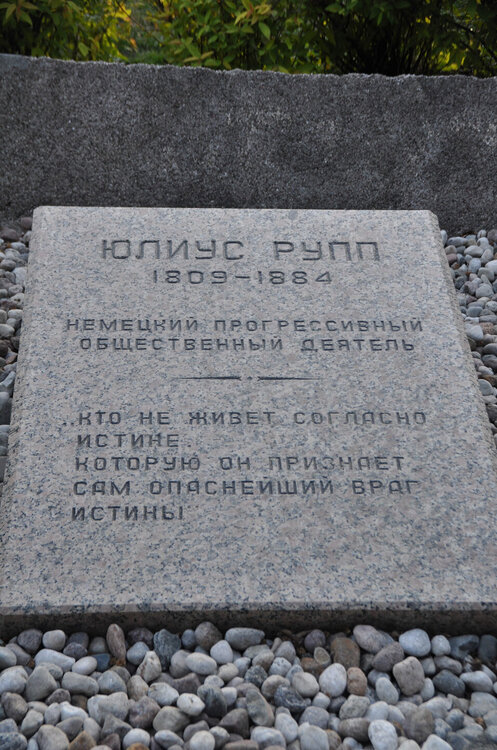 ЮЛИУС РУПП
1809-1884
НЕМЕЦКИЙ ПРОГРЕССИВНЫЙ
ОБЩЕСТВЕННЫЙ ДЕЯТЕЛЬ
„КТО НЕ ЖИВЕТ СОГЛАСНО
ИСТИНЕ
КОТОРУЮ ОН ПРИЗНАЕТ
САМ ОПАСНЕЙШИЙ ВРАГ
ИСТИНЫ